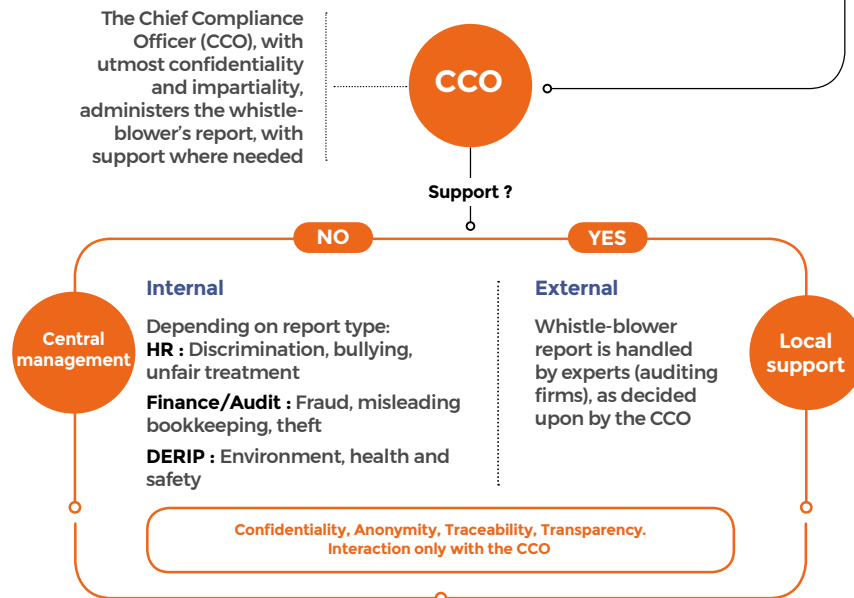 The Chief Compliance
Officer (CCO), with
utmost confidentiality
and impartiality,
administers the whistle-
blower’s report, with
support where needed
CCO
Support ?
NO
YES
Central
management
Internal
Depending on report type:
HR : Discrimination, bullying,
unfair treatment
Finance/Audit : Fraud, misleading
bookkeeping, theft
DERIP : Environment, health and
safety
External
Whistle-blower
report is handled
by experts (auditing
firms), as decided
upon by the CCO
Local
support
Confidentiality, Anonymity, Traceability, Transparency.
Interaction only with the CCO